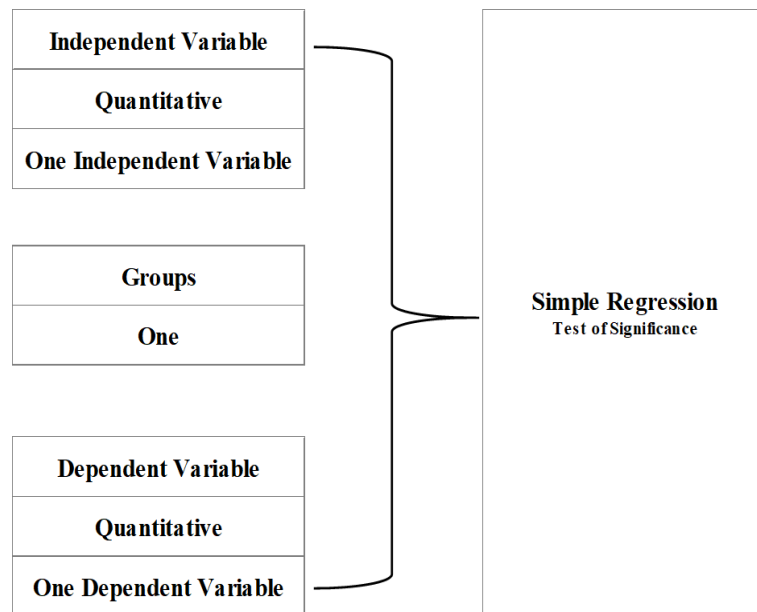 Independent Variable
Quantitative
One Independent Variable
Groups
One
Dependent Variable
Quantitative
One Dependent Variable
Simple Regression
Test of Significance